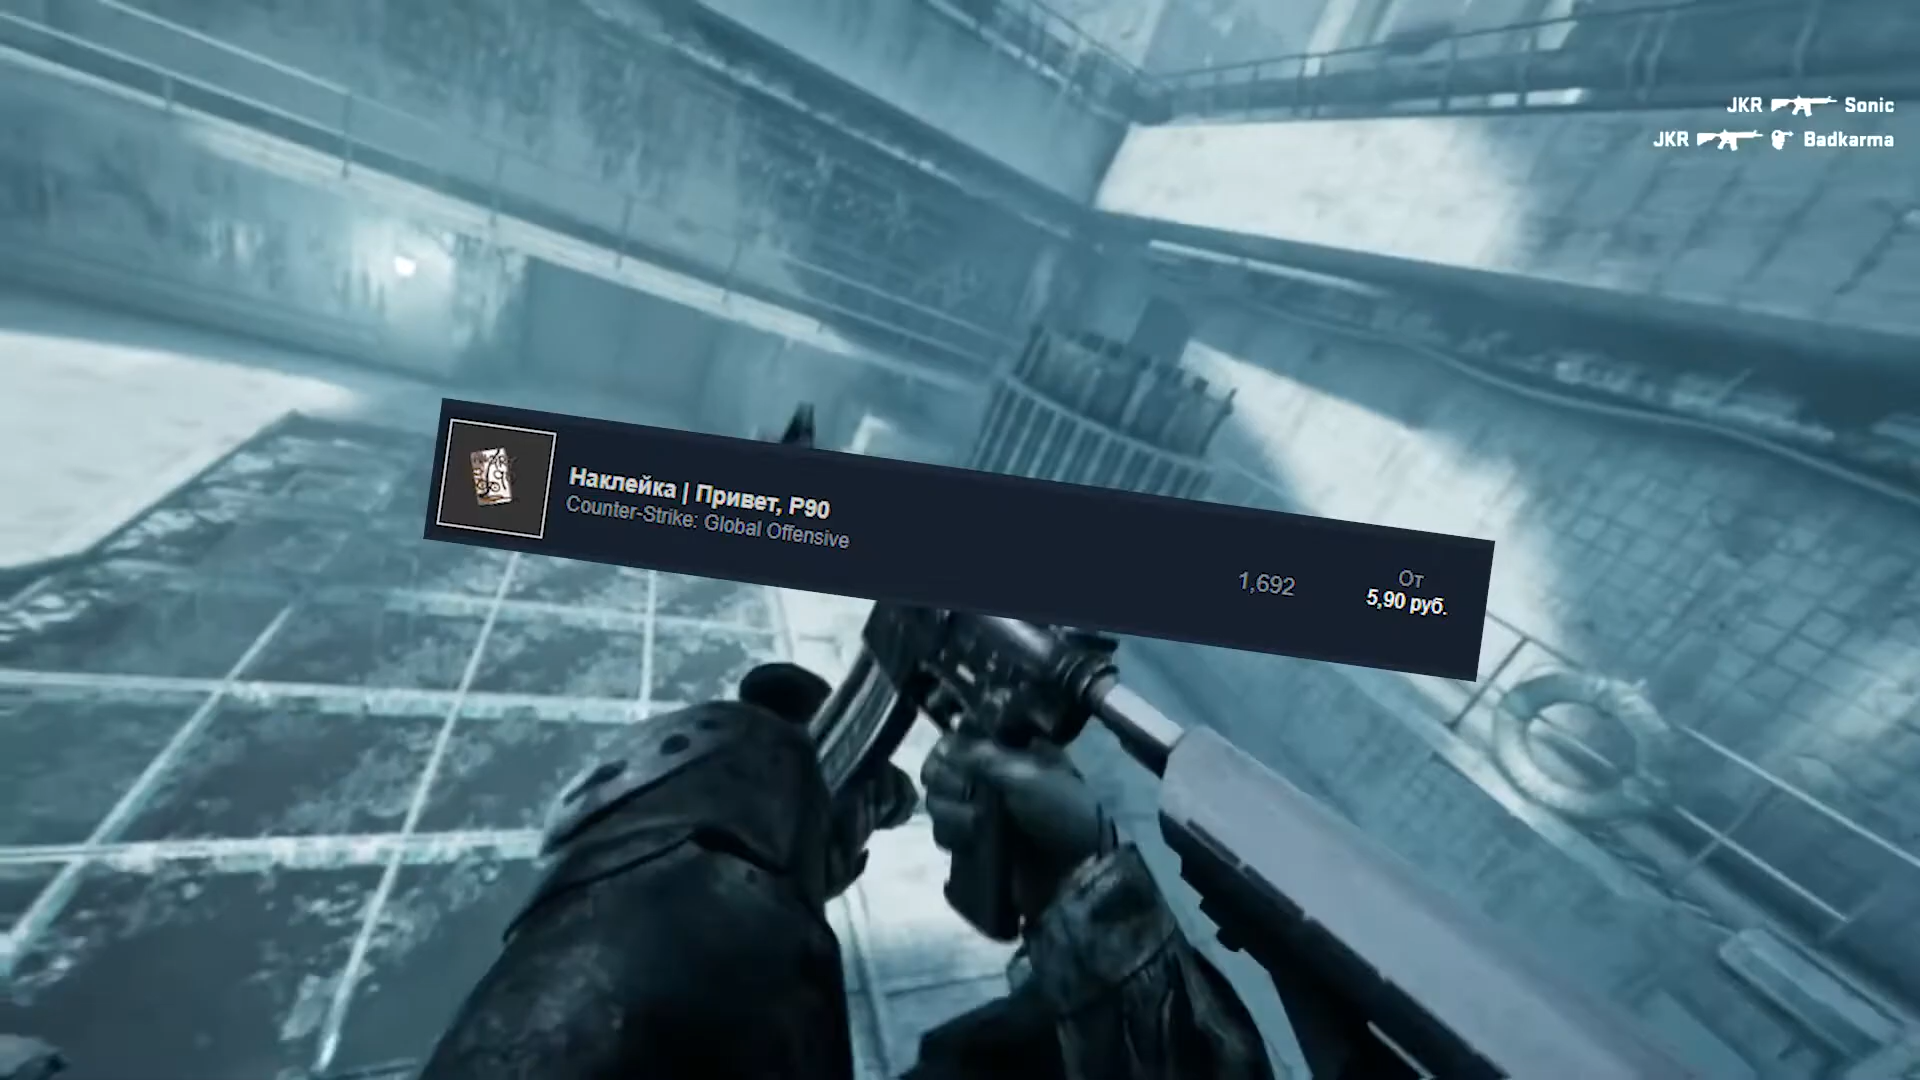 JKR Sonic
JKR Badkarma
Наклейка | Привет, P90
Counter-Strike: Global Offensive
1,692
От
5,90 руб.